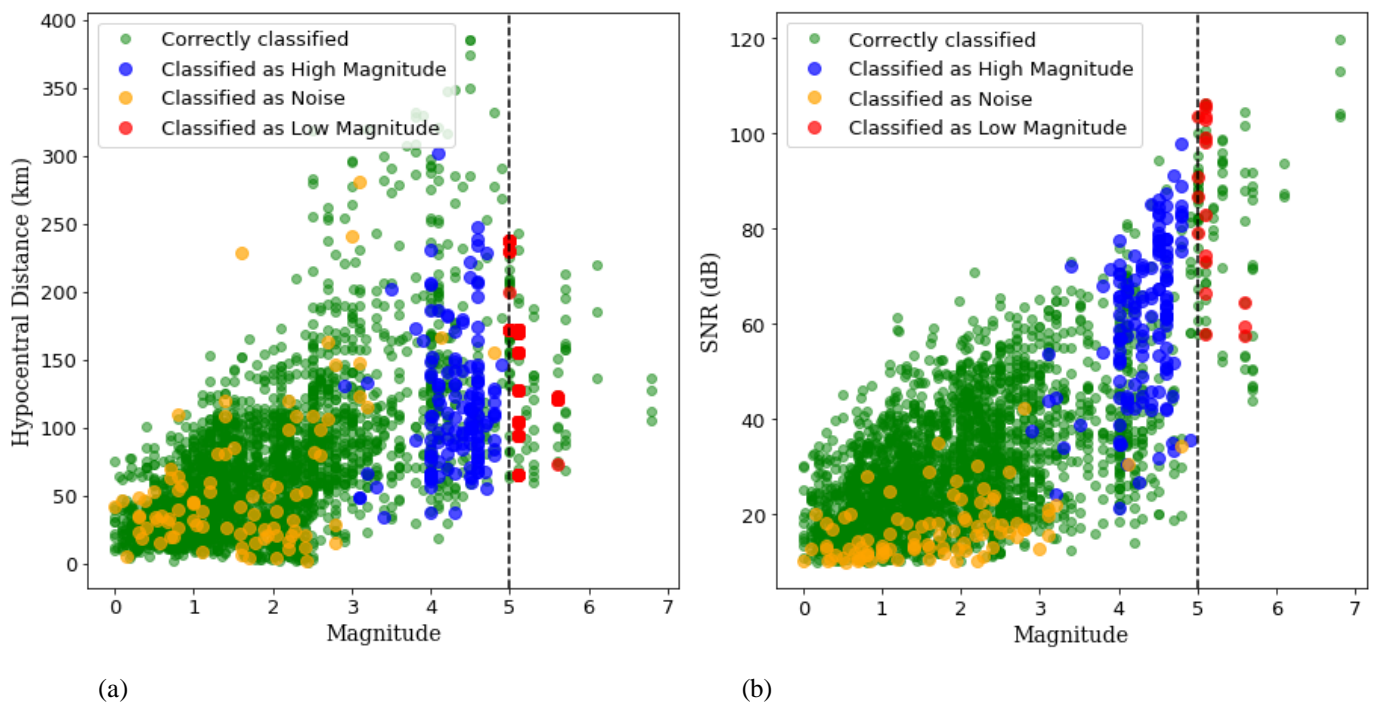 400
350
300
250
200
150
100
50
0
Hypocentral Distance (km)
Correctly classified
Classified as High Magnitude
Classified as Noise
Classified as Low Magnitude
0 1 2 3 4 5 6 7
Magnitude
(a)
120
100
80
60
40
20
SNR (dB)
Correctly classified
Classified as High Magnitude
Classified as Noise
Classified as Low Magnitude
0 1 2 3 4 5 6 7
Magnitude
(b)